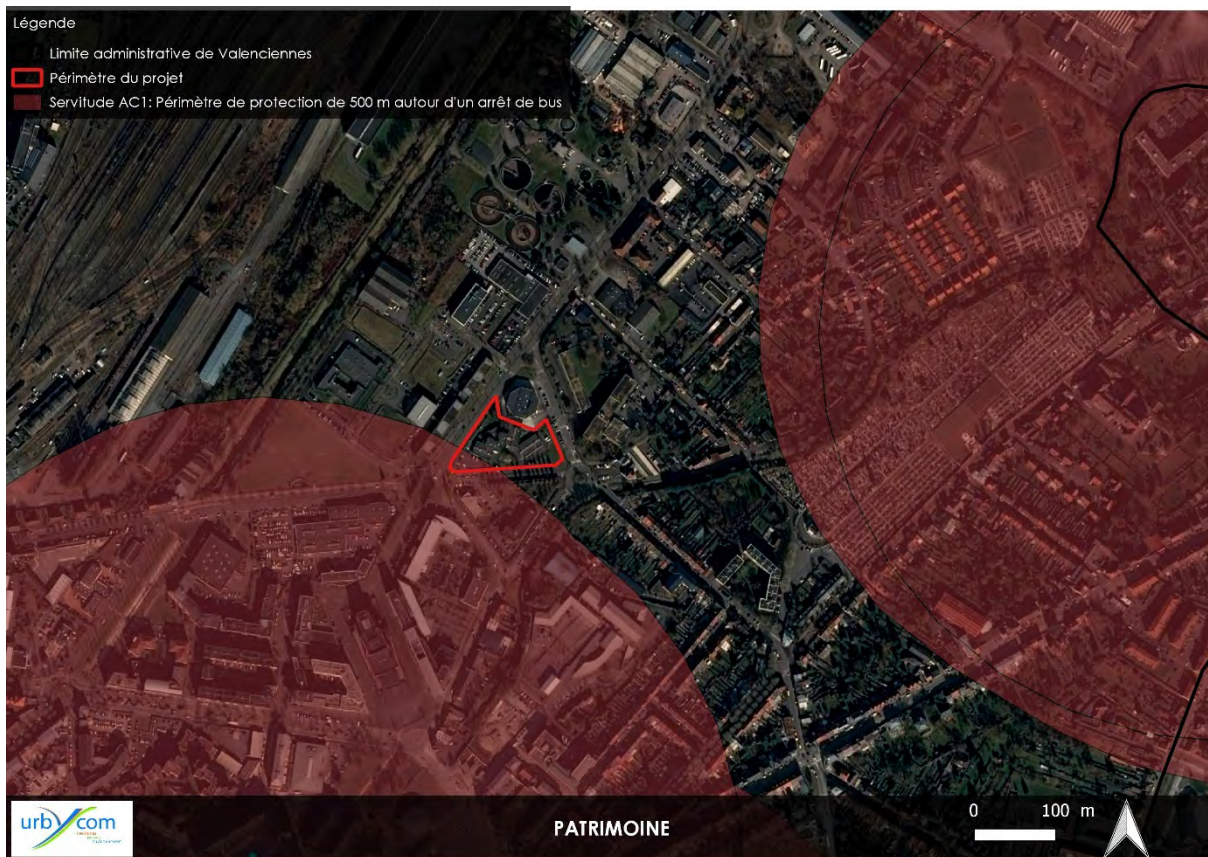 Légende
Limite administrative de Valenciennes
Périmètre du projet
Servitude AC1: Périmètre de protection de 500 m autour d'un arrêt de bus
urbycom
PATRIMOINE
0 100 m